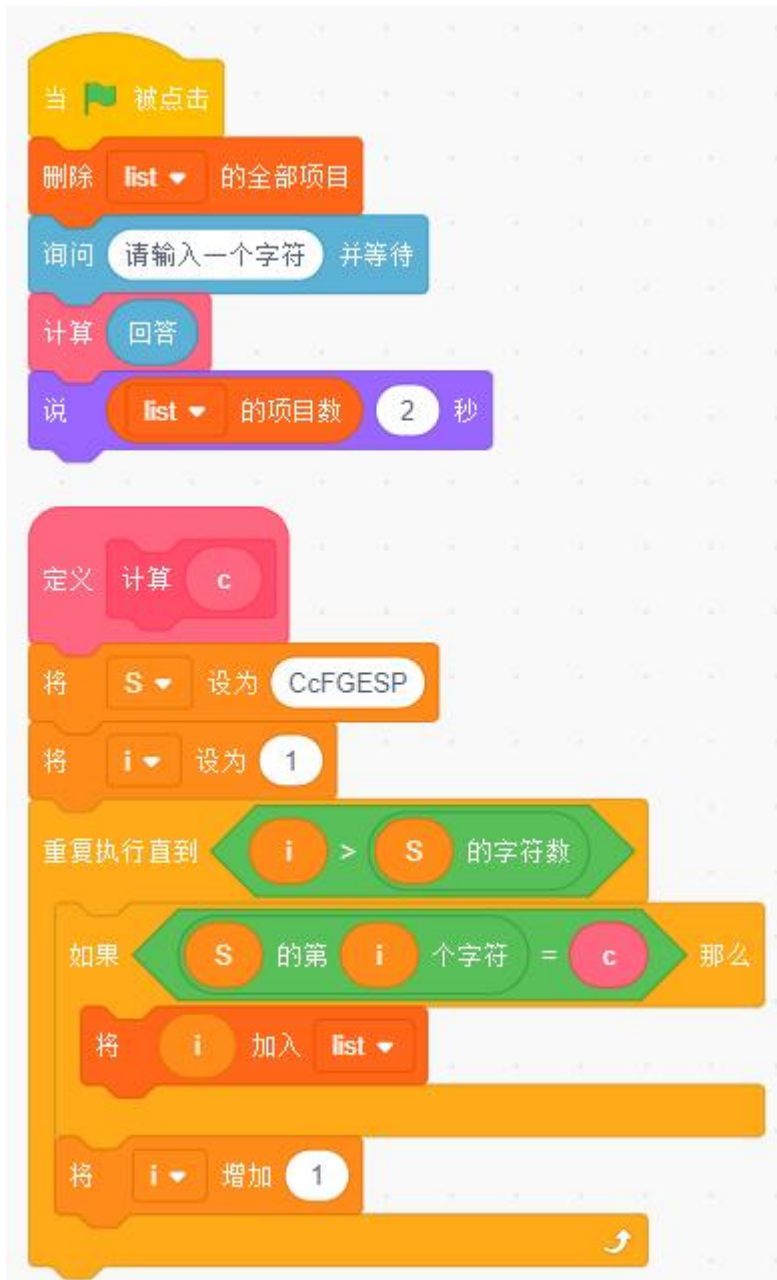 当 被点击
删除 list 的全部项目
询问 请输入一个字符 并等待
计算 回答
说 list 的项目数 2 秒
定义 计算 c
将 S 设为 CcFGESP
将 i 设为 1
重复执行直到 i > S 的字符数
如果 S 的第 i 个字符 = c 那么
将 i 加入 list
将 i 增加 1